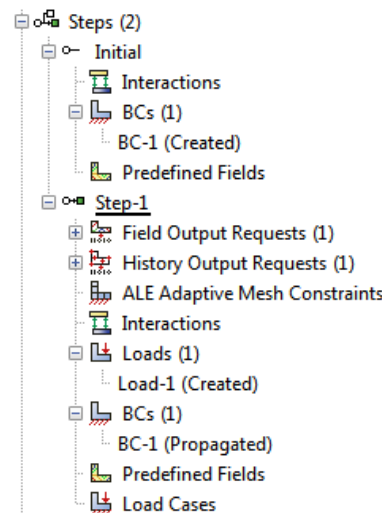 Steps (2)
Initial
Interactions
BCs (1)
BC-1 (Created)
Predefined Fields
Step-1
Field Output Requests (1)
History Output Requests (1)
ALE Adaptive Mesh Constraints
Interactions
Loads (1)
Load-1 (Created)
BCs (1)
BC-1 (Propagated)
Predefined Fields
Load Cases